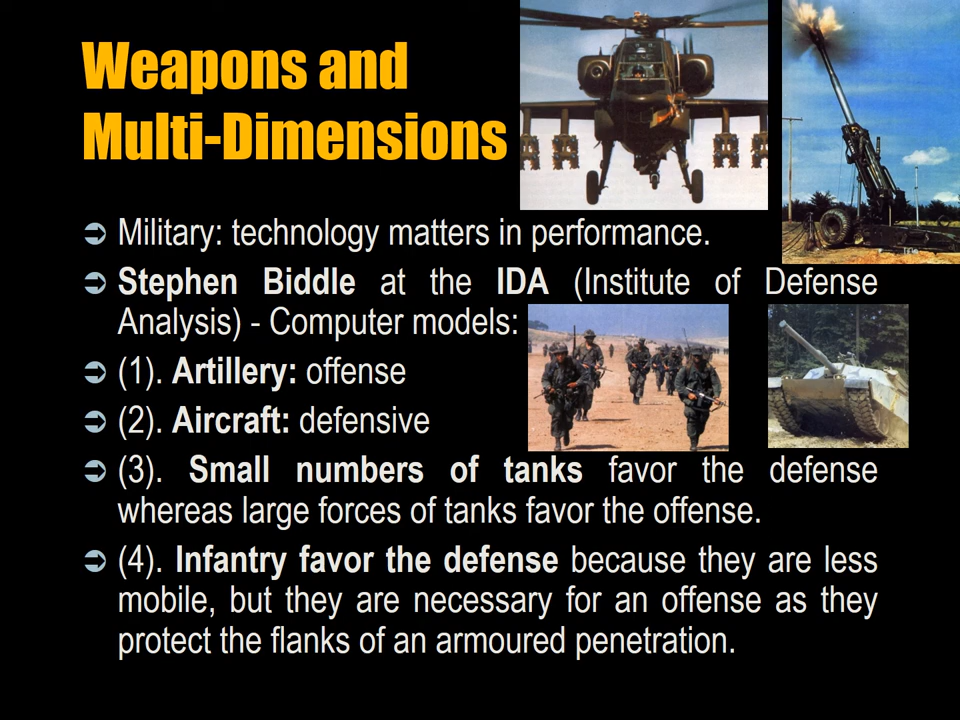 Weapons and
Multi-Dimensions
Military: technology matters in performance.
Stephen Biddle at the IDA (Institute of Defense
Analysis) - Computer models:
(1). Artillery: offense
(2). Aircraft: defensive
(3). Small numbers of tanks favor the defense
whereas large forces of tanks favor the offense.
(4). Infantry favor the defense because they are less
mobile, but they are necessary for an offense as they
protect the flanks of an armoured penetration.